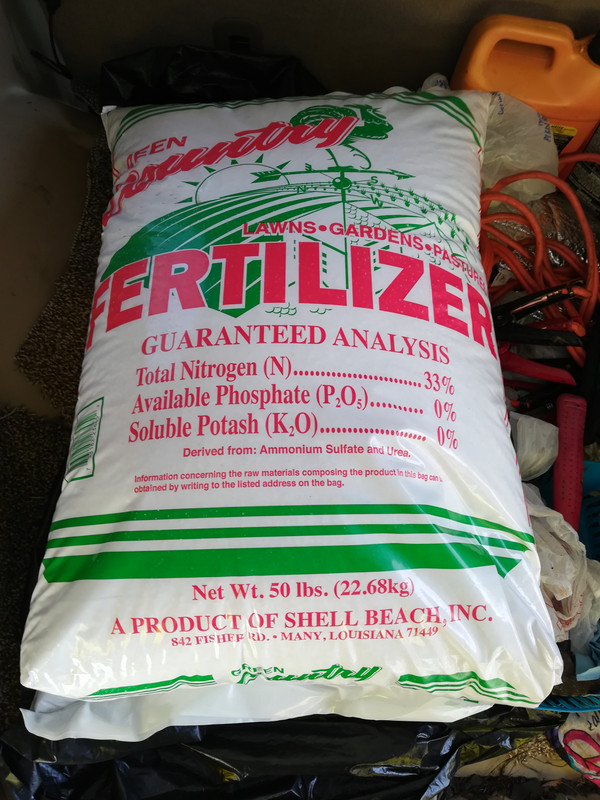 Country
N S W
LAWNS•GARDENS•PASTURES
FERTILIZER
GUARANTEED ANALYSIS
Total Nitrogen (N)......................33%
Available Phosphate (P₂O₅)......... 0%
Soluble Potash (K₂O)................... 0%
Derived from: Ammonium Sulfate and Urea.
Information concerning the raw materials composing the product in this bag can
obtained by writing to the listed address on the bag.
Net Wt. 50 lbs. (22.68kg)
A PRODUCT OF SHELL BEACH, INC.
842 RD. • MANY, LOUISIANA 71449
GREEN
Country